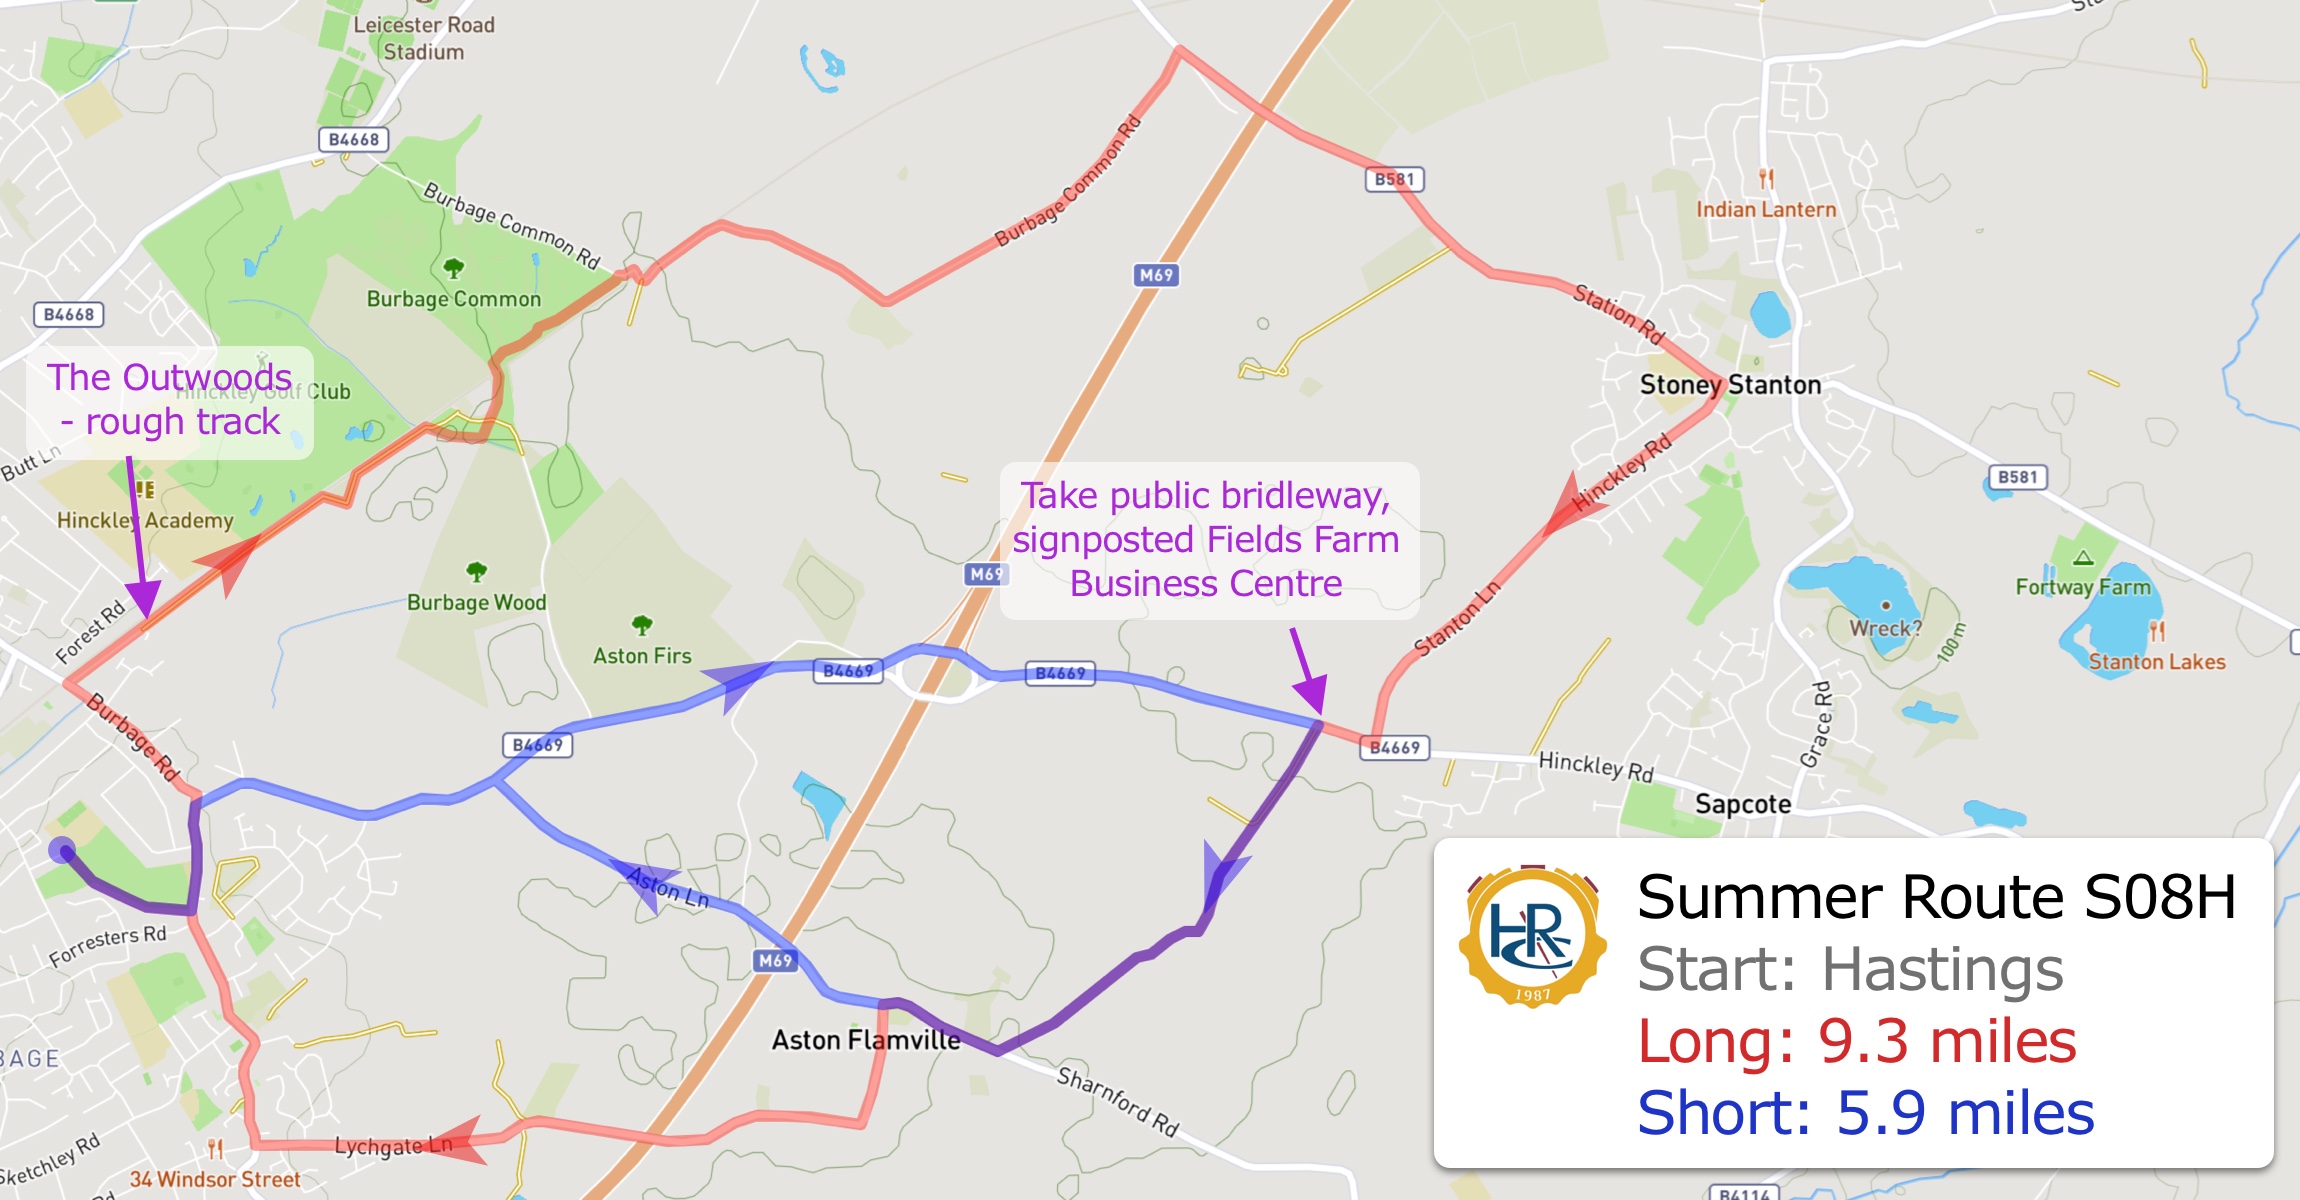 Leicester Road
Stadium
B4668
Burbage Common Rd
Burbage Common Rd
B581
Indian Lantern
M69
Burbage Common
B4668
Station Rd
The Outwoods
- rough track
Hinckley Golf Club
Stoney Stanton
Butt Ln
Hinckley Rd
B581
Hinckley Academy
Take public bridleway,
signposted Fields Farm
Business Centre
M69
Burbage Wood
Forest Rd
Aston Firs
Stanton Ln
Fortway Farm
Wreck?
100m
Stanton Lakes
B4669
B4669
Burbage Rd
B4669
B4669
Hinckley Rd
Grace Rd
Sapcote
Aston Ln
Forresters Rd
M69
Aston Flamville
BAGE
Sharnford Rd
Lychgate Ln
Sketchley Rd
34 Windsor Street
Rd
B4114
HR
1987
Summer Route S08H
Start: Hastings
Long: 9.3 miles
Short: 5.9 miles